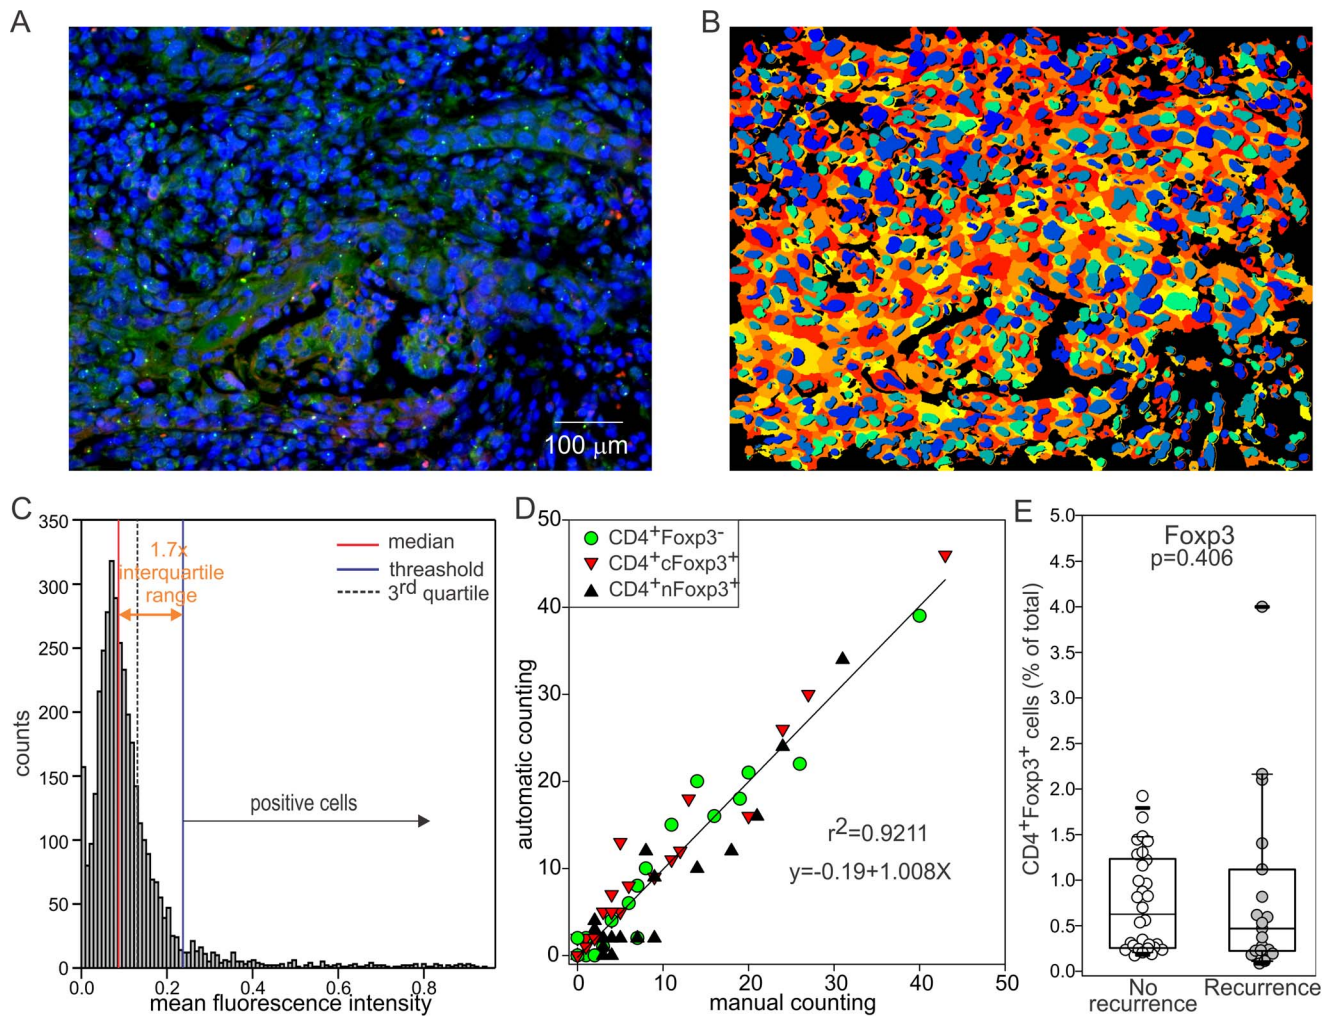 A
B
100 μm
C
350
300
250
200
150
100
50
0
counts
0.0
0.2
0.4
0.6
0.8
mean fluorescence intensity
1.7x
interquartile
range
median
threashold
3rd quartile
positive cells
D
50
40
30
20
10
0
automatic counting
CD4+Foxp3-
CD4+cFoxp3+
CD4+nFoxp3+
r2=0.9211
y=-0.19+1.008X
0
10
20
30
40
50
manual counting
E
5.0
4.5
4.0
3.5
3.0
2.5
2.0
1.5
1.0
0.5
0.0
CD4+Foxp3+ cells (% of total)
Foxp3
p=0.406
No
recurrence
Recurrence